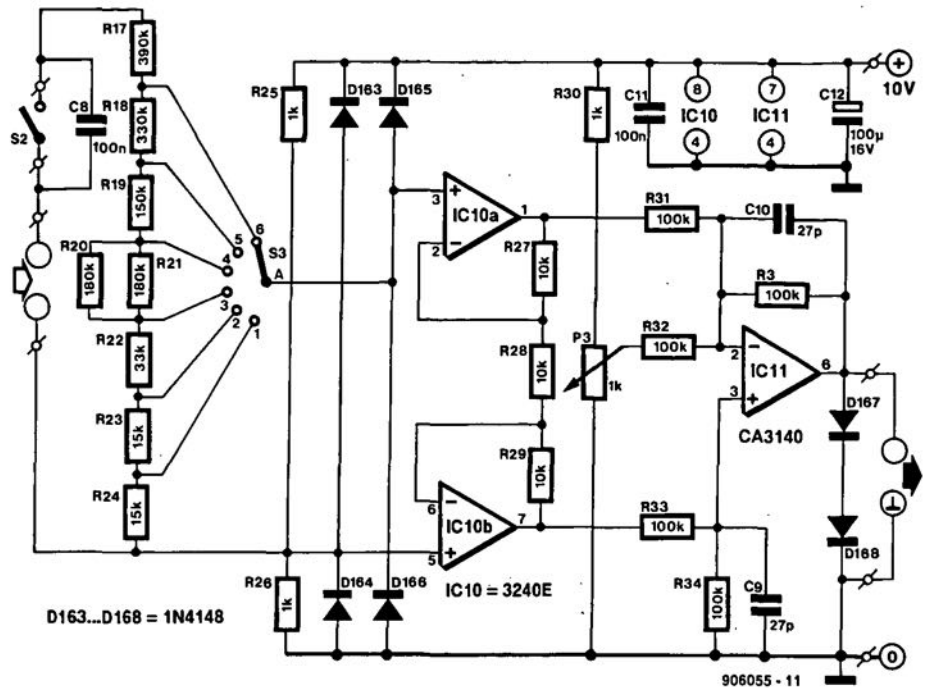 R17
390k
R18
330k
C8
100n
S2
R19
150k
R20
180k
R21
180k
R22
33k
R23
15k
R24
15k
6
5
4
3
2
1
S3
A
R25
1k
D163
D165
R26
1k
D164
D166
D163...D168 = 1N4148
+
3
−
2
IC10a
1
R27
10k
R28
10k
R29
10k
−
6
+
5
IC10b
7
IC10 = 3240E
R30
1k
P3
1k
C11
100n
8
IC10
4
7
IC11
4
C12
100µ
16V
+
10V
R31
100k
C10
27p
R3
100k
R32
100k
−
2
+
3
IC11
6
CA3140
R33
100k
R34
100k
C9
27p
D167
D168
⊥
0
906055 - 11